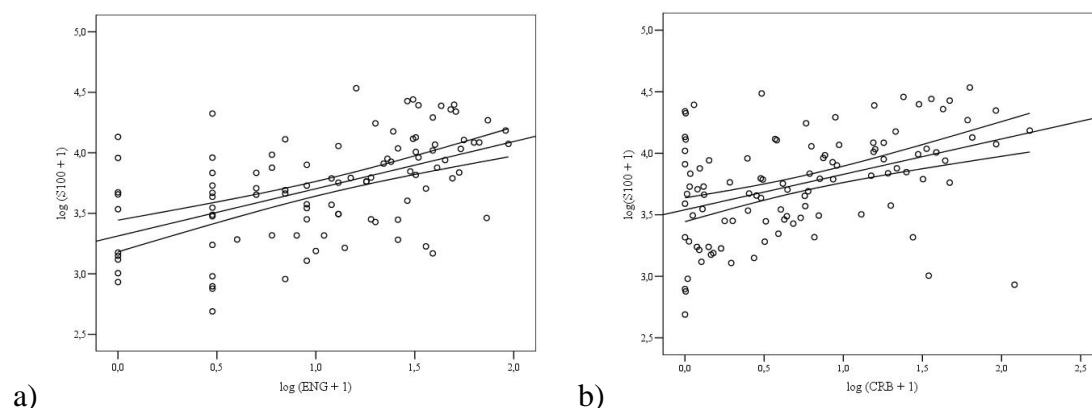 5,0
4,5
4,0
3,5
3,0
2,5
log (S100 + 1)
0,0 0,5 1,0 1,5 2,0
log (ENG + 1)
a)
5,0
4,5
4,0
3,5
3,0
2,5
log(S100 + 1)
0,0 0,5 1,0 1,5 2,0 2,5
log (CRB + 1)
b)